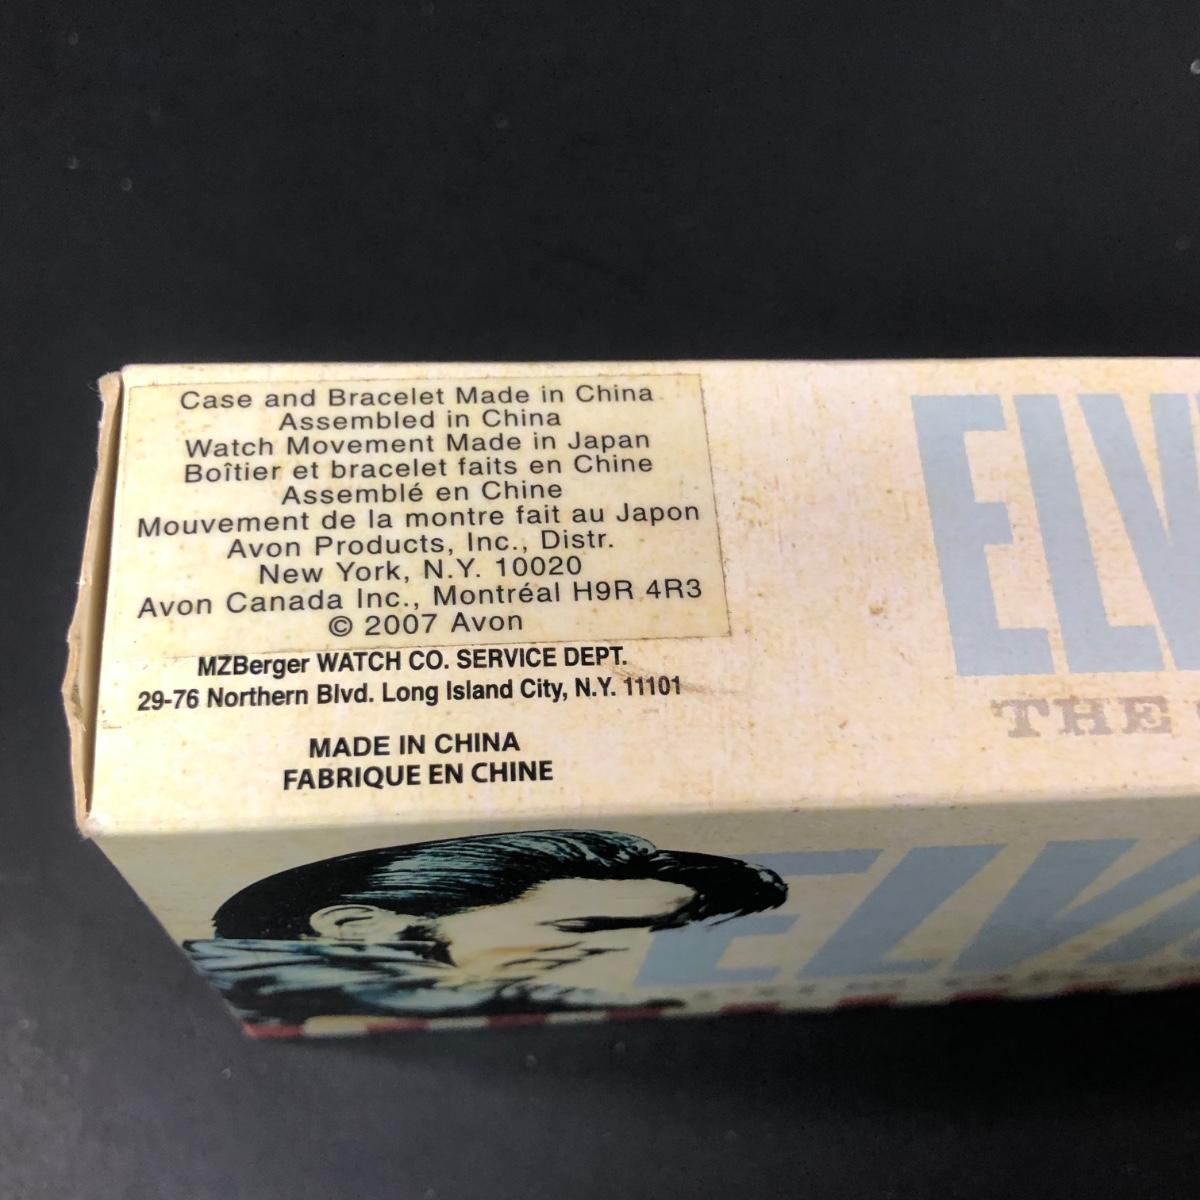 Case and Bracelet Made in China
Assembled in China
Watch Movement Made in Japan
Boîtier et bracelet faits en Chine
Assemblé en Chine
Mouvement de la montre fait au Japon
Avon Products, Inc., Distr.
New York, N.Y. 10020
Avon Canada Inc., Montréal H9R 4R3
© 2007 Avon
MZBerger WATCH CO. SERVICE DEPT.
29-76 Northern Blvd. Long Island City, N.Y. 11101
MADE IN CHINA
FABRIQUE EN CHINE
ELV
THE
ELV